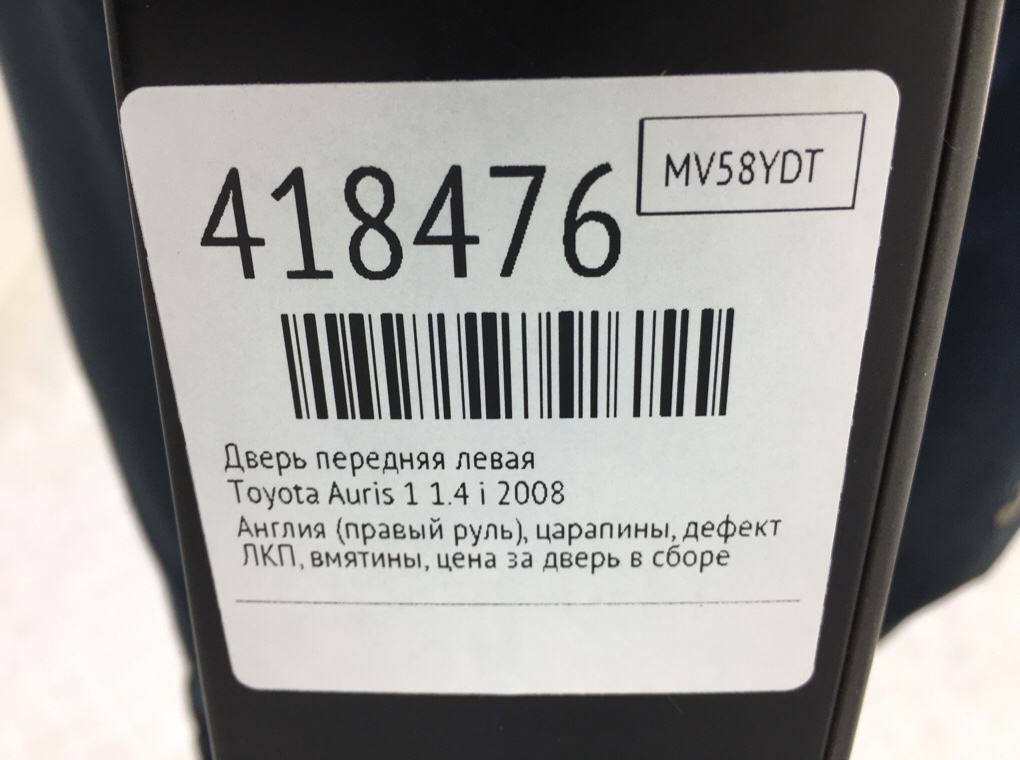 418476
MV58YDT
Дверь передняя левая
Toyota Auris 1 1.4 i 2008
Англия (правый руль), царапины, дефект
ЛКП, вмятины, цена за дверь в сборе